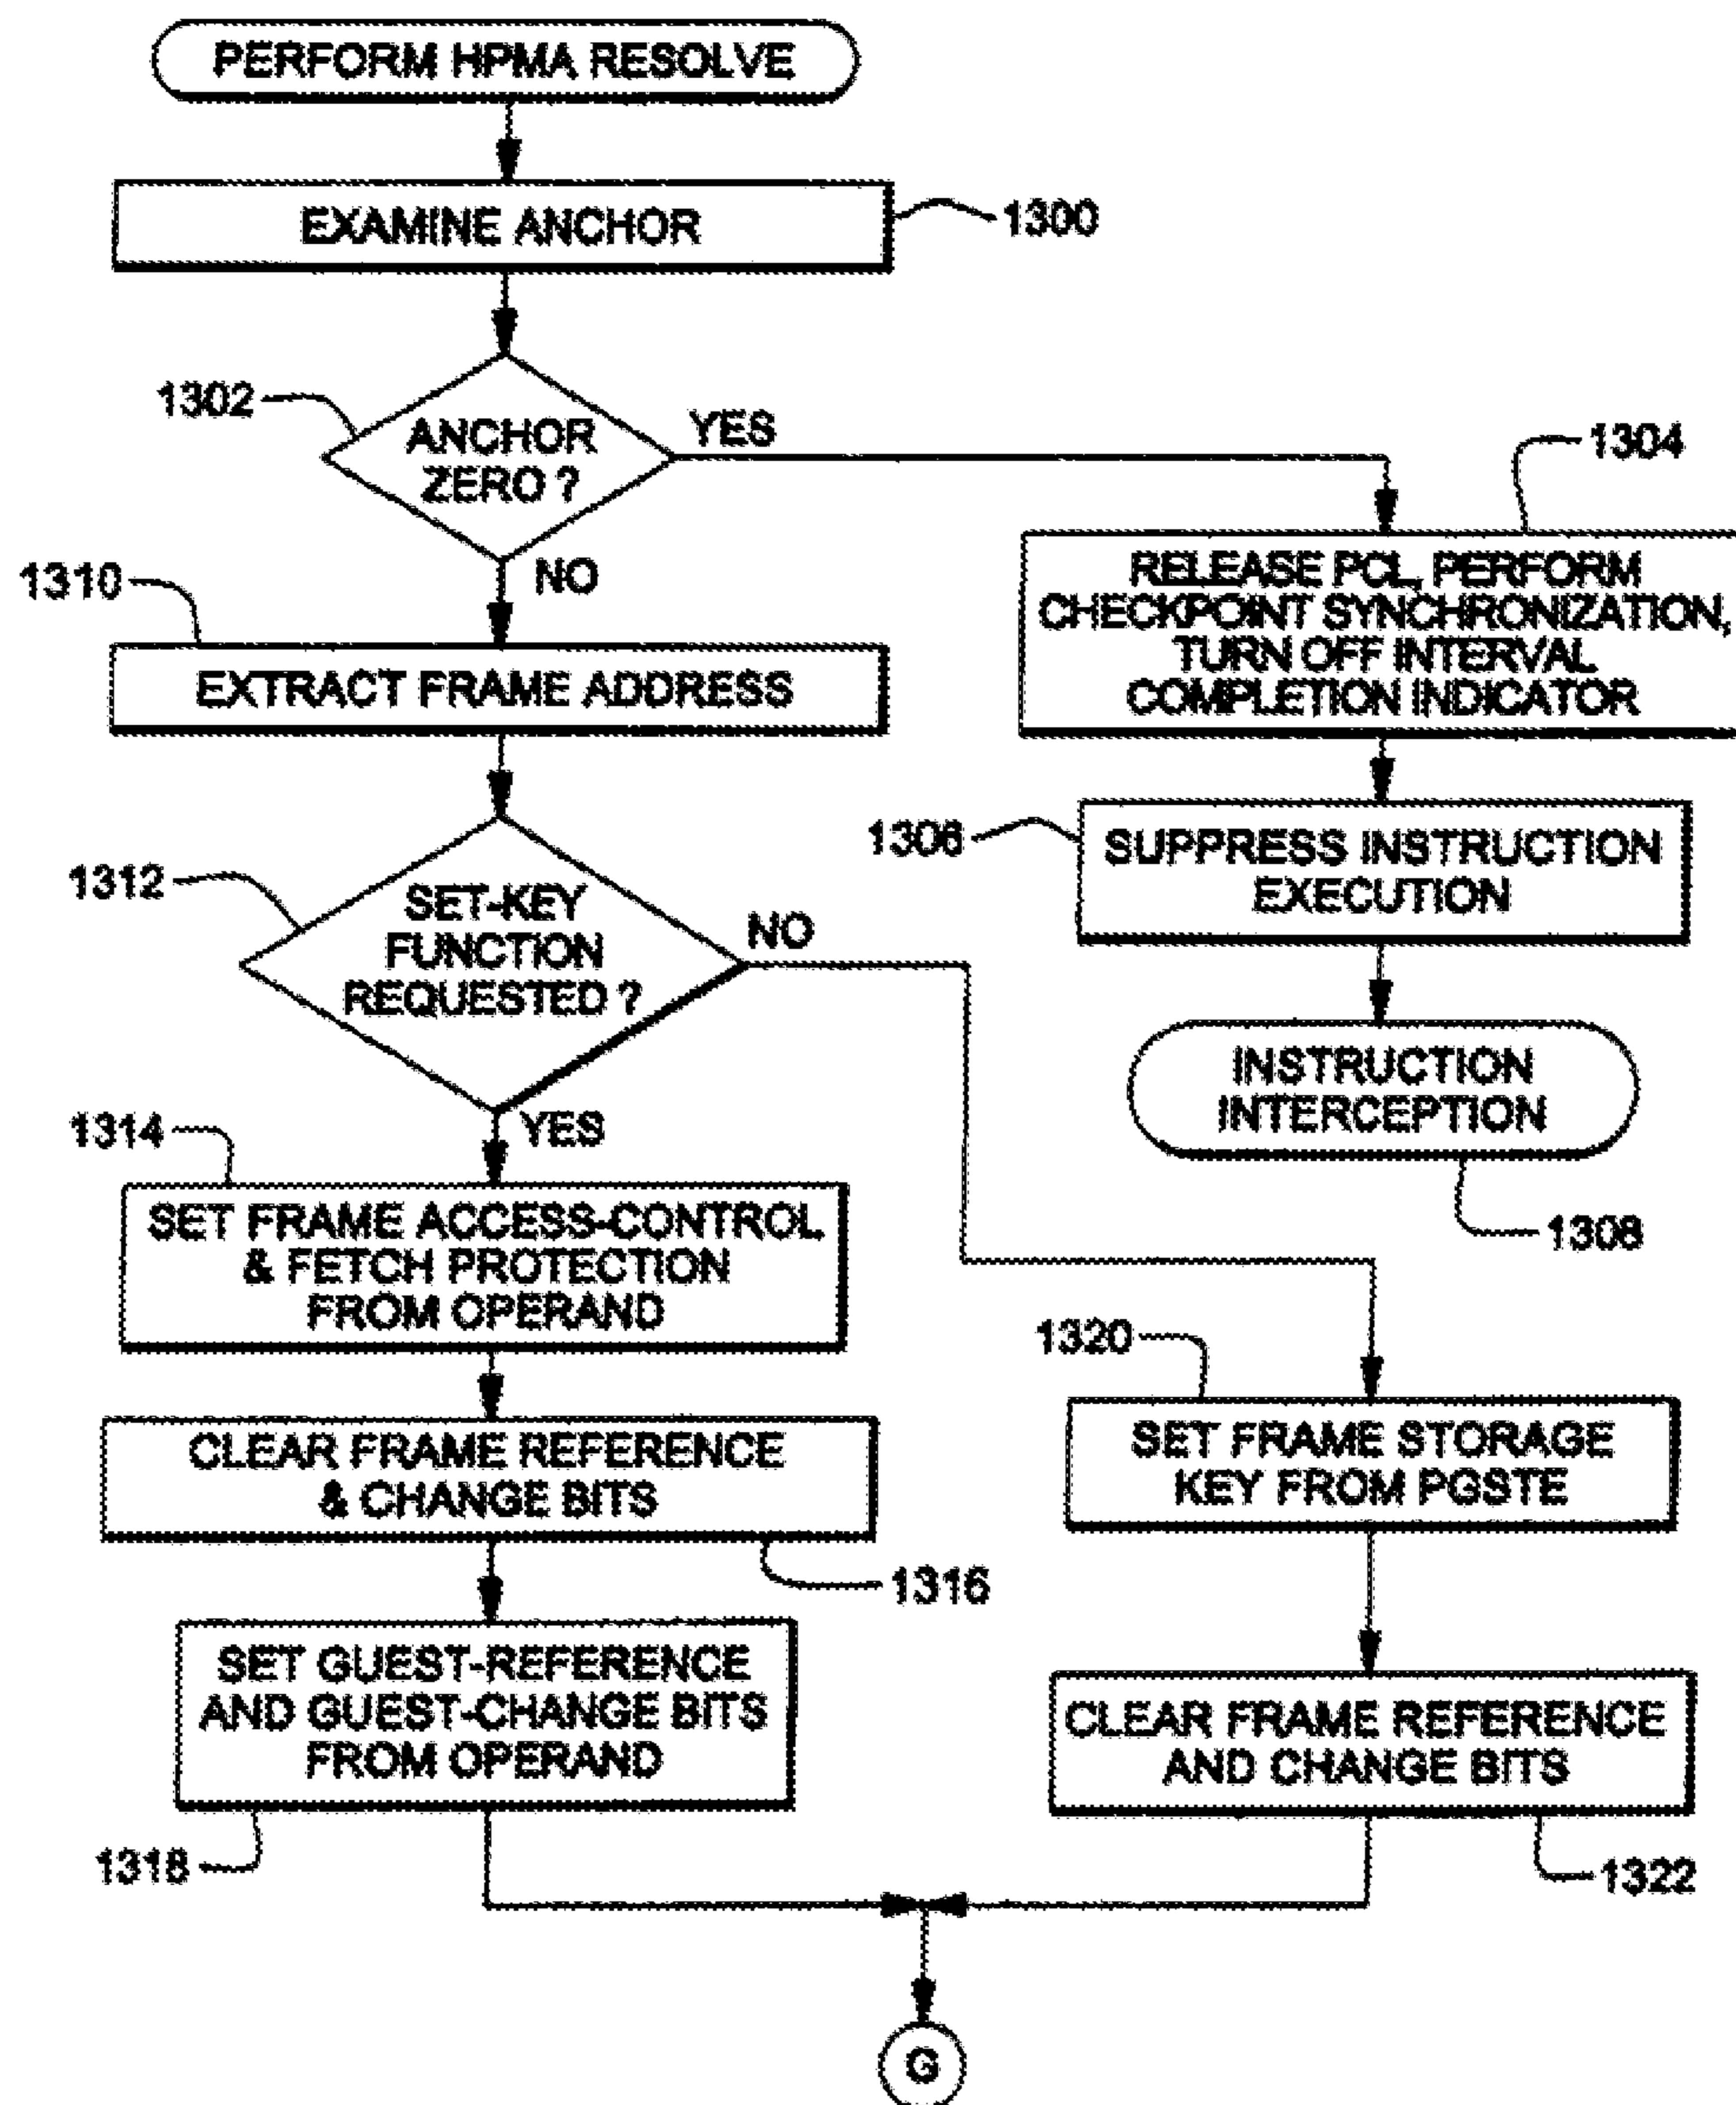 PERFORM HPMA RESOLVE
EXAMINE ANCHOR
1300
1302
ANCHOR
ZERO ?
YES
NO
1304
RELEASE PCL, PERFORM
CHECKPOINT SYNCHRONIZATION,
TURN OFF INTERVAL
COMPLETION INDICATOR
1306
SUPPRESS INSTRUCTION
EXECUTION
INSTRUCTION
INTERCEPTION
1308
1310
EXTRACT FRAME ADDRESS
1312
SET-KEY
FUNCTION
REQUESTED ?
NO
YES
1314
SET FRAME ACCESS-CONTROL
& FETCH PROTECTION
FROM OPERAND
CLEAR FRAME REFERENCE
& CHANGE BITS
1316
SET GUEST-REFERENCE
AND GUEST-CHANGE BITS
FROM OPERAND
1318
1320
SET FRAME STORAGE
KEY FROM PGSTE
CLEAR FRAME REFERENCE
AND CHANGE BITS
1322
G